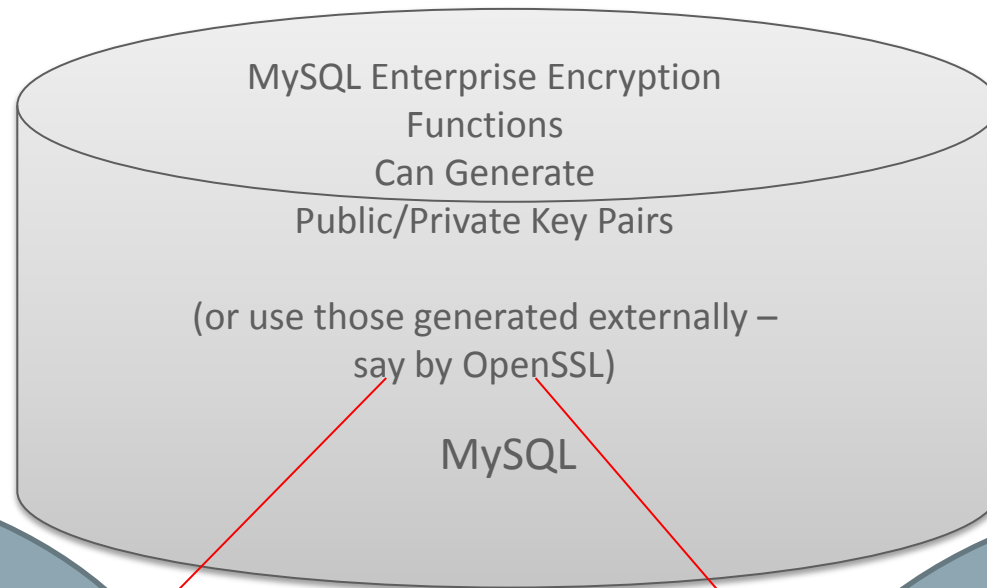 MySQL Enterprise Encryption
Functions
Can Generate
Public/Private Key Pairs
(or use those generated externally –
say by OpenSSL)
MySQL